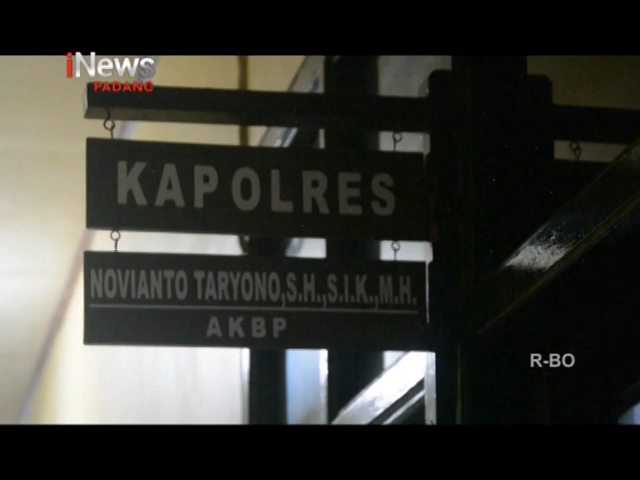 iNews
PADANG
KAPOLRES
NOVIANTO TARYONO,S.H.,S.I.K.,M.H.
AKBP
R-BO